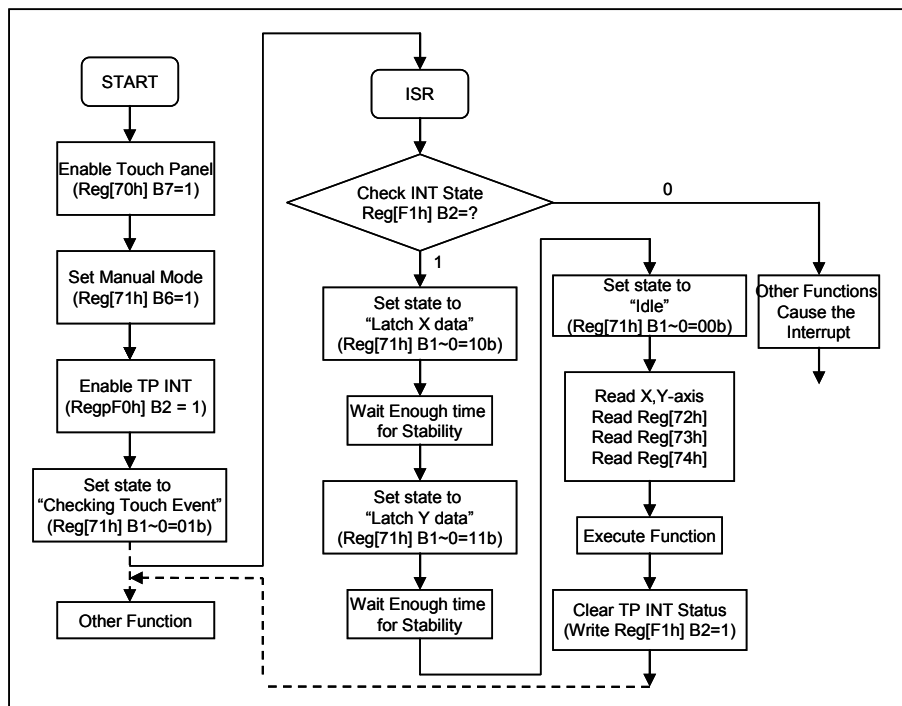 START
Enable Touch Panel
(Reg[70h] B7=1)
Set Manual Mode
(Reg[71h] B6=1)
Enable TP INT
(RegpF0h] B2 = 1)
Set state to
“Checking Touch Event”
(Reg[71h] B1~0=01b)
Other Function
ISR
Check INT State
Reg[F1h] B2=?
0
1
Set state to
“Latch X data”
(Reg[71h] B1~0=10b)
Wait Enough time
for Stability
Set state to
“Latch Y data”
(Reg[71h] B1~0=11b)
Wait Enough time
for Stability
Set state to
“Idle”
(Reg[71h] B1~0=00b)
Read X,Y-axis
Read Reg[72h]
Read Reg[73h]
Read Reg[74h]
Execute Function
Clear TP INT Status
(Write Reg[F1h] B2=1)
Other Functions
Cause the
Interrupt